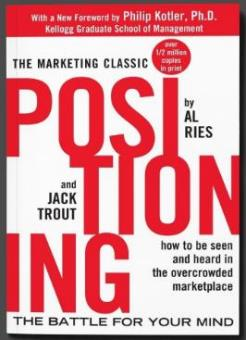 With a New Foreword by Philip Kotler, Ph.D.
Kellogg Graduate School of Management
over
1/2 million
copies
in print
THE MARKETING CLASSIC
POSI
by
AL
RIES
and
JACK
TROUT
TION
how to be seen
and heard in
the overcrowded
marketplace
ING
THE BATTLE FOR YOUR MIND